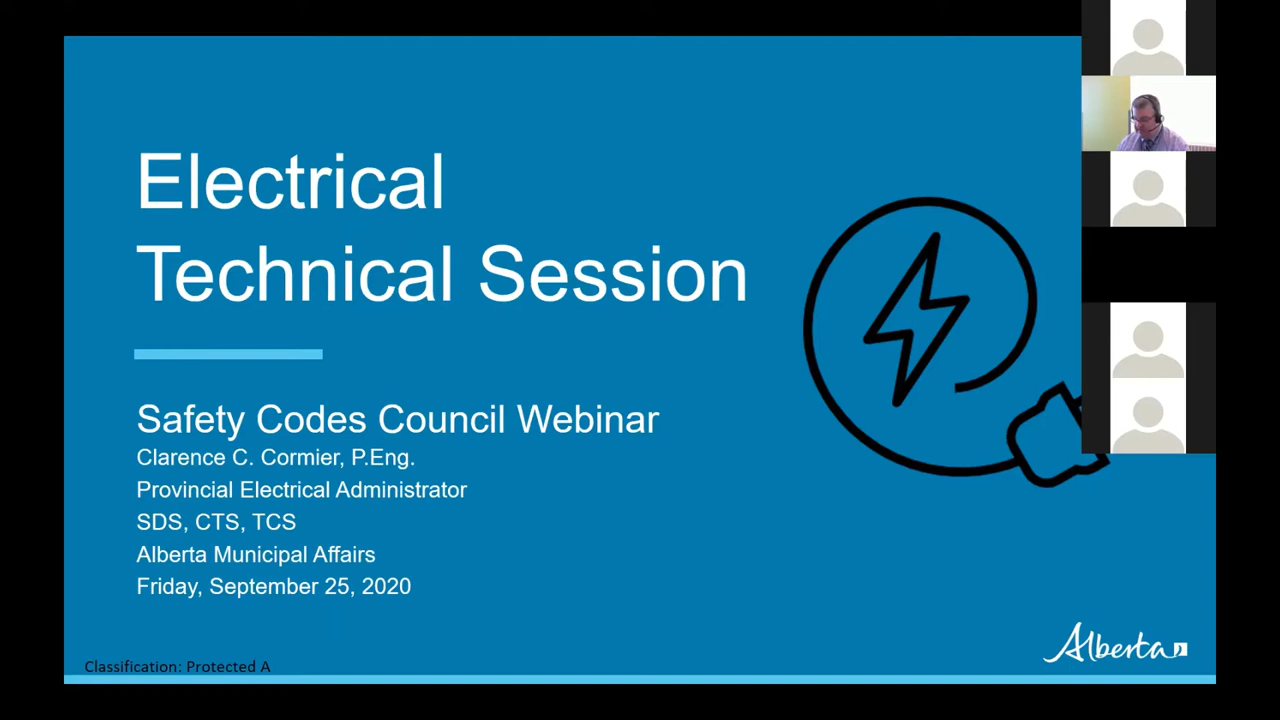 Electrical
Technical Session
Safety Codes Council Webinar
Clarence C. Cormier, P.Eng.
Provincial Electrical Administrator
SDS, CTS, TCS
Alberta Municipal Affairs
Friday, September 25, 2020
Classification: Protected A
Alberta